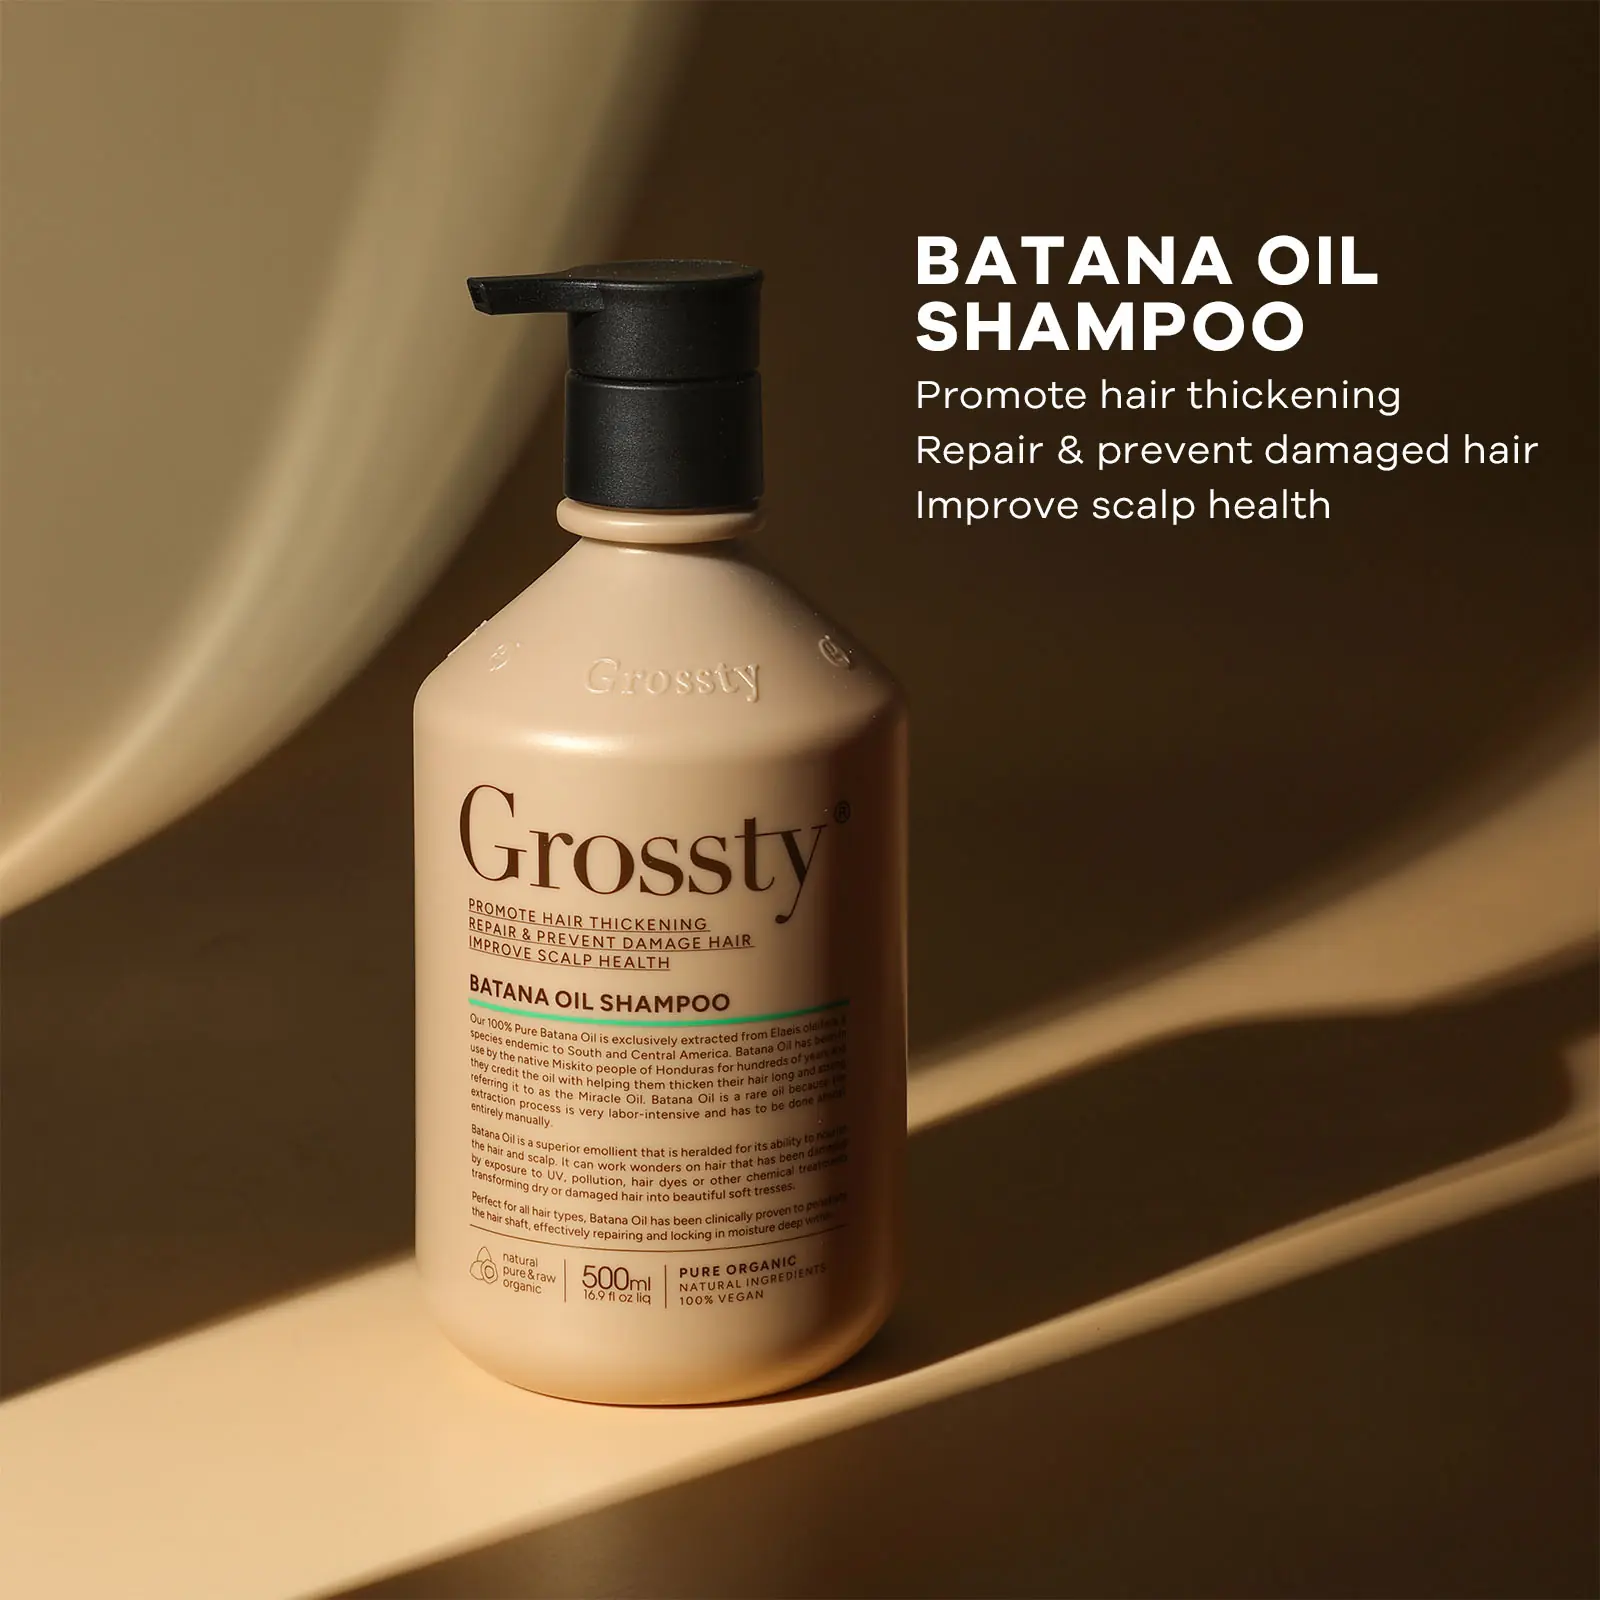 BATANA OIL
SHAMPOO
Promote hair thickening
Repair & prevent damaged hair
Improve scalp health
Grossty
Grossty®
PROMOTE HAIR THICKENING
REPAIR & PREVENT DAMAGE HAIR
IMPROVE SCALP HEALTH
BATANA OIL SHAMPOO
Our 100% Pure Batana Oil is exclusively extracted from Elaeis
species endemic to South and Central America. Batana Oil has been in
use by the native Miskito people of Honduras for hundreds of years and
they credit the oil with helping them thicken their hair long and strong
referring it to as the Miracle Oil. Batana Oil is a rare oil because
extraction process is very labor-intensive and has to be done
entirely manually.
Batana Oil is a superior emollient that is heralded for its ability to nourish
the hair and scalp. It can work wonders on hair that has been damaged
by exposure to UV, pollution, hair dyes or other chemical treatments
transforming dry or damaged hair into beautiful soft tresses.
Perfect for all hair types, Batana Oil has been clinically proven to penetrate
the hair shaft, effectively repairing and locking in moisture deep
natural
pure & raw
organic
500ml
16.9 fl oz liq
PURE ORGANIC
NATURAL INGREDIENTS
100% VEGAN